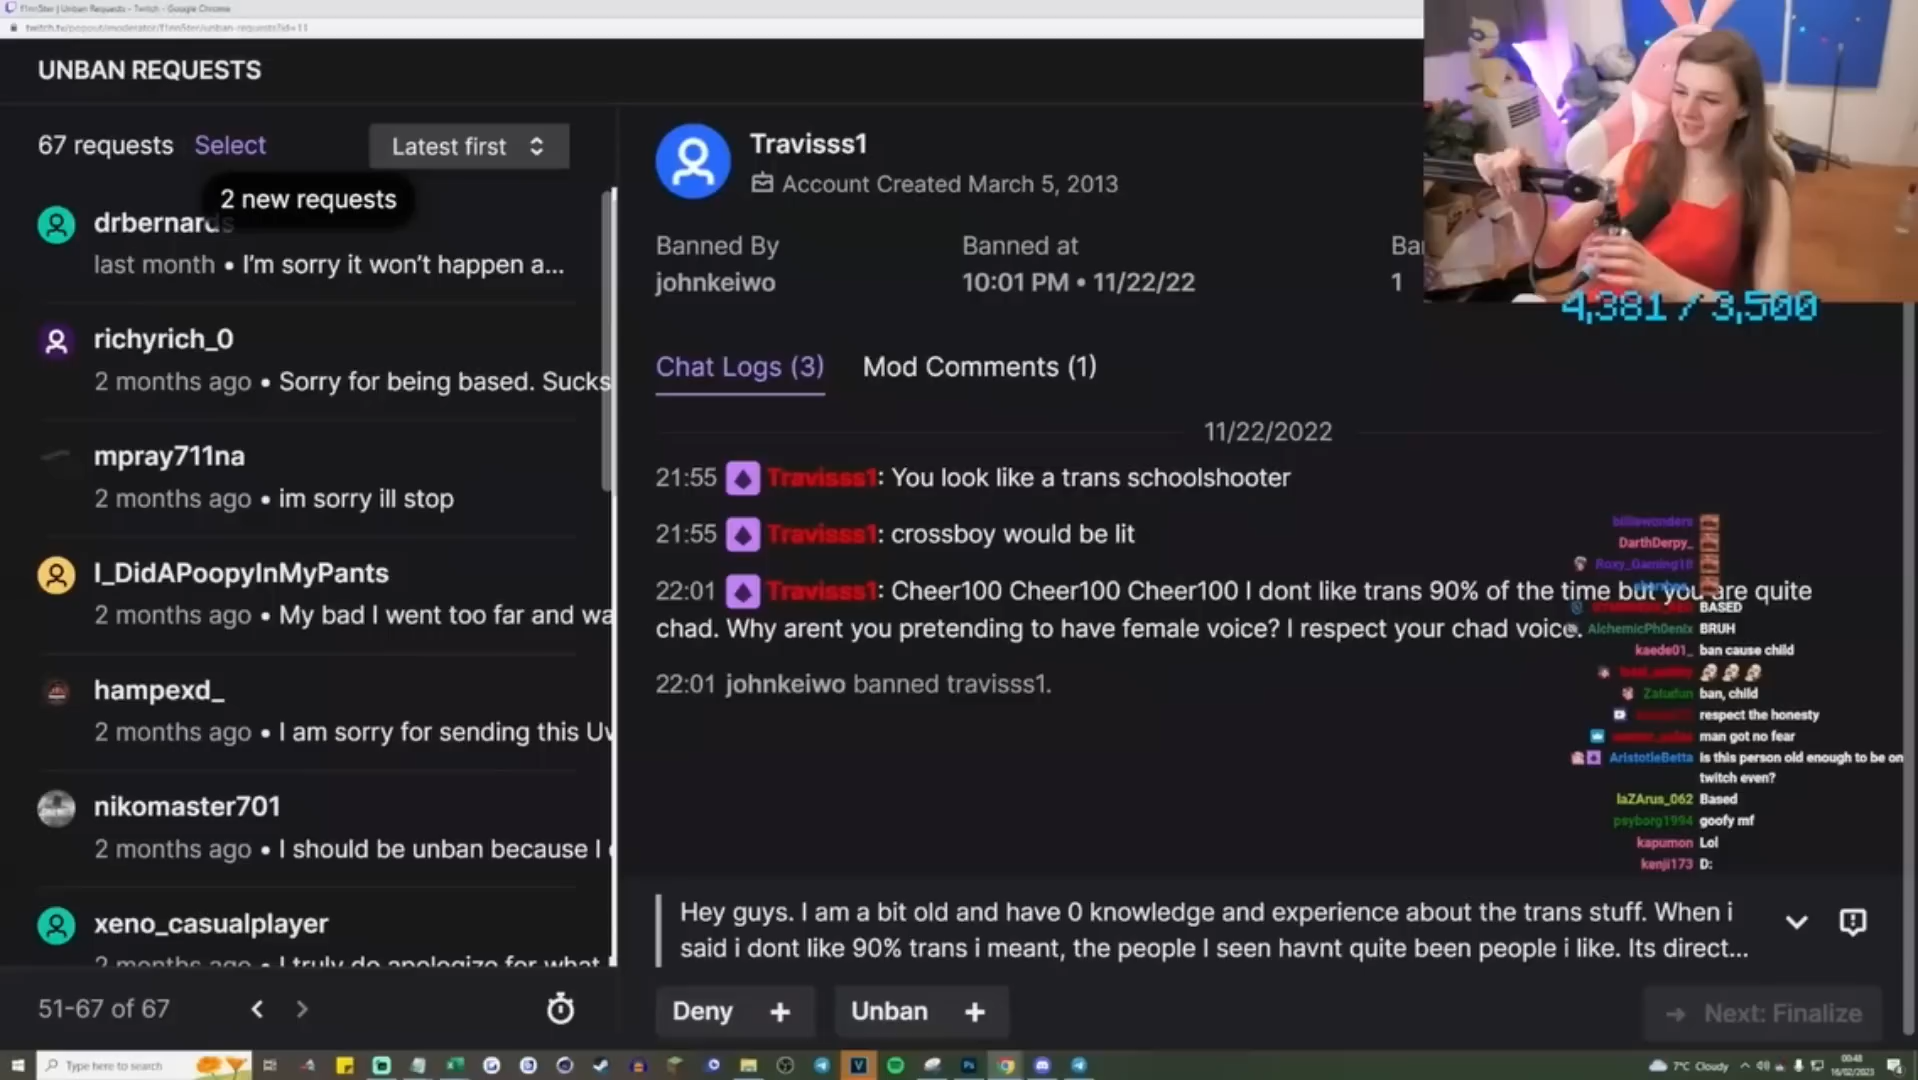 f1nn5ter | Unban Requests - Twitch - Google Chrome
twitch.tv/popout/moderator/f1nn5ter/unban-requests?id=11
UNBAN REQUESTS
67 requests Select Latest first
2 new requests
drbernards
last month • I'm sorry it won't happen a...
richyrich_0
2 months ago • Sorry for being based. Sucks
mpray711na
2 months ago • im sorry ill stop
I_DidAPoopyInMyPants
2 months ago • My bad I went too far and wa
hampexd_
2 months ago • I am sorry for sending this Uv
nikomaster701
2 months ago • I should be unban because I
xeno_casualplayer
2 months ago • I truly do apologize for what I
51-67 of 67
Travisss1
Account Created March 5, 2013
Banned By Banned at Ba
johnkeiwo 10:01 PM • 11/22/22 1
4,381 / 3,500
Chat Logs (3) Mod Comments (1)
11/22/2022
21:55 Travisss1: You look like a trans schoolshooter
21:55 Travisss1: crossboy would be lit
22:01 Travisss1: Cheer100 Cheer100 Cheer100 I dont like trans 90% of the time but you are quite
chad. Why arent you pretending to have female voice? I respect your chad voice.
22:01 johnkeiwo banned travisss1.
billiewonders
DarthDerpy_
Roxy_Gaming18
BASED
AlchemicPh0enix BRUH
kaede01_ ban cause child
Zatudun ban, child
respect the honesty
man got no fear
AristotleBetta Is this person old enough to be on
twitch even?
laZArus_062 Based
psyborg1994 goofy mf
kapumon Lol
kenji173 D:
Hey guys. I am a bit old and have 0 knowledge and experience about the trans stuff. When i
said i dont like 90% trans i meant, the people I seen havnt quite been people i like. Its direct...
Deny + Unban + Next: Finalize
Type here to search
7°C Cloudy
00:48
16/02/2023